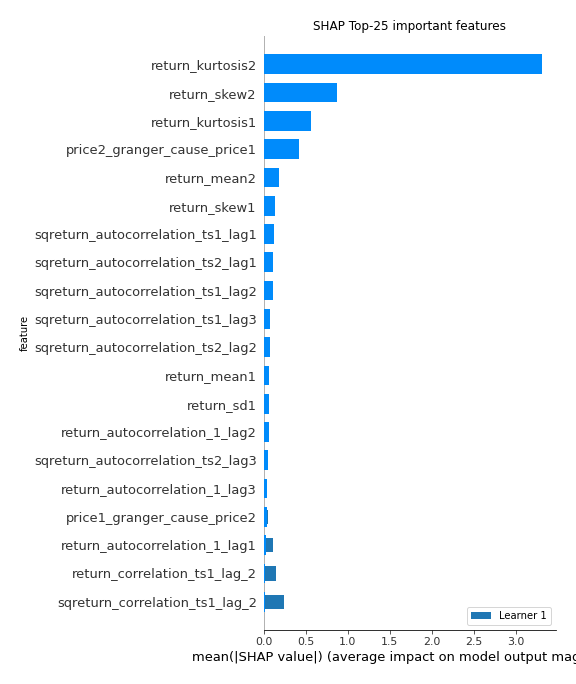 SHAP Top-25 important features
return_kurtosis2
return_skew2
return_kurtosis1
price2_granger_cause_price1
return_mean2
return_skew1
sqreturn_autocorrelation_ts1_lag1
sqreturn_autocorrelation_ts2_lag1
sqreturn_autocorrelation_ts1_lag2
sqreturn_autocorrelation_ts1_lag3
sqreturn_autocorrelation_ts2_lag2
return_mean1
return_sd1
return_autocorrelation_1_lag2
sqreturn_autocorrelation_ts2_lag3
return_autocorrelation_1_lag3
price1_granger_cause_price2
return_autocorrelation_1_lag1
return_correlation_ts1_lag_2
sqreturn_correlation_ts1_lag_2
feature
Learner 1
0.0 0.5 1.0 1.5 2.0 2.5 3.0
mean(|SHAP value|) (average impact on model output mag